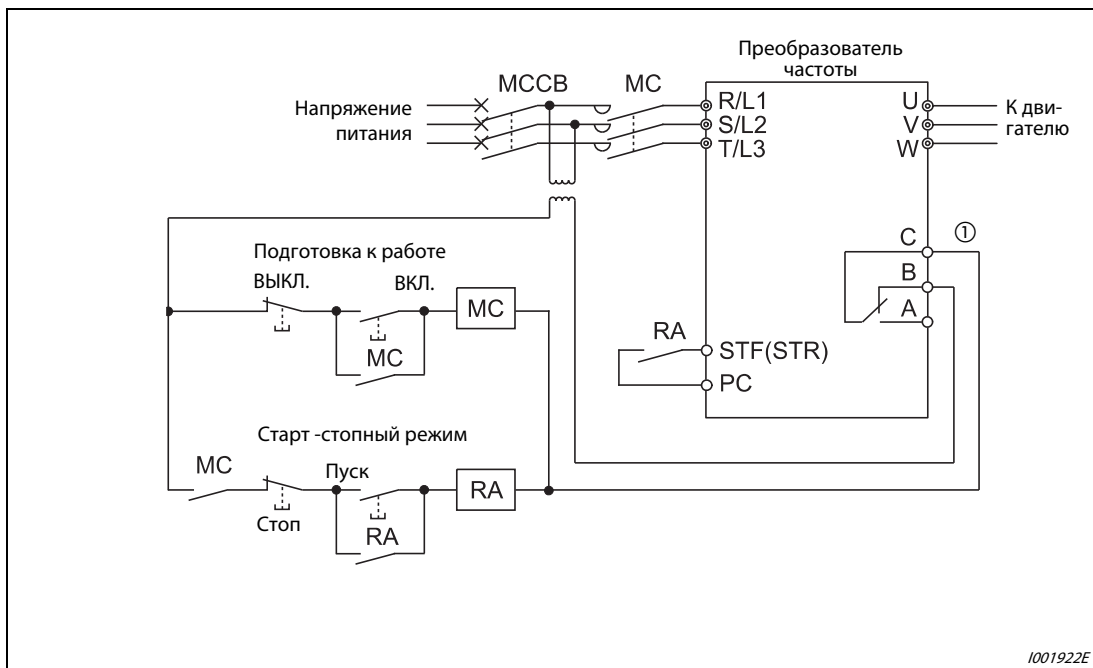 Преобразователь
частоты
MCCB
MC
Напряжение
питания
R/L1
S/L2
T/L3
U
V
W
К дви-
гателю
C
①
B
A
Подготовка к работе
ВЫКЛ.
ВКЛ.
MC
MC
RA
STF(STR)
PC
Старт -стопный режим
MC
Пуск
RA
Стоп
RA
I001922E